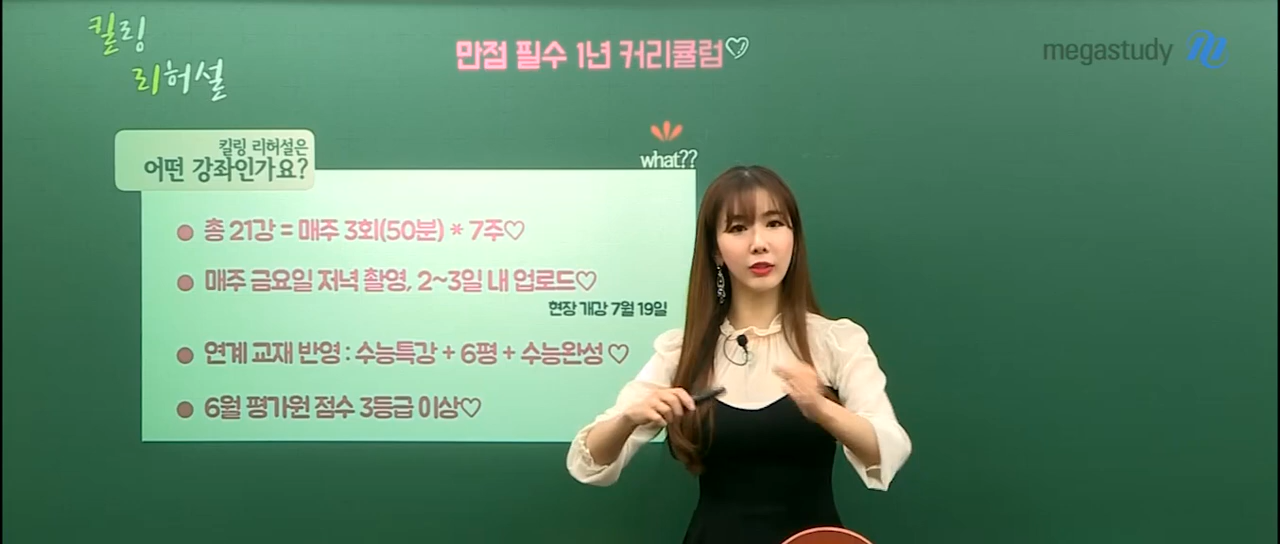 킬링
리허설
만점 필수 1년 커리큘럼♡
megastudy
킬링 리허설은
어떤 강좌인가요?
what??
총 21강 = 매주 3회(50분) * 7주♡
매주 금요일 저녁 촬영, 2~3일 내 업로드♡
현장 개강 7월 19일
연계 교재 반영 : 수능특강 + 6평 + 수능완성 ♡
6월 평가원 점수 3등급 이상♡